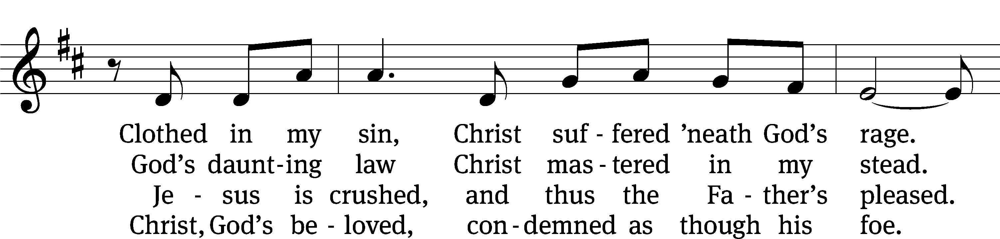 Clothed in my sin, Christ suf - fered ’neath God’s rage.
God’s daunt - ing law Christ mas - tered in my stead.
Je - sus is crushed, and thus the Fa - ther’s pleased.
Christ, God’s be - loved, con - demned as though his foe.